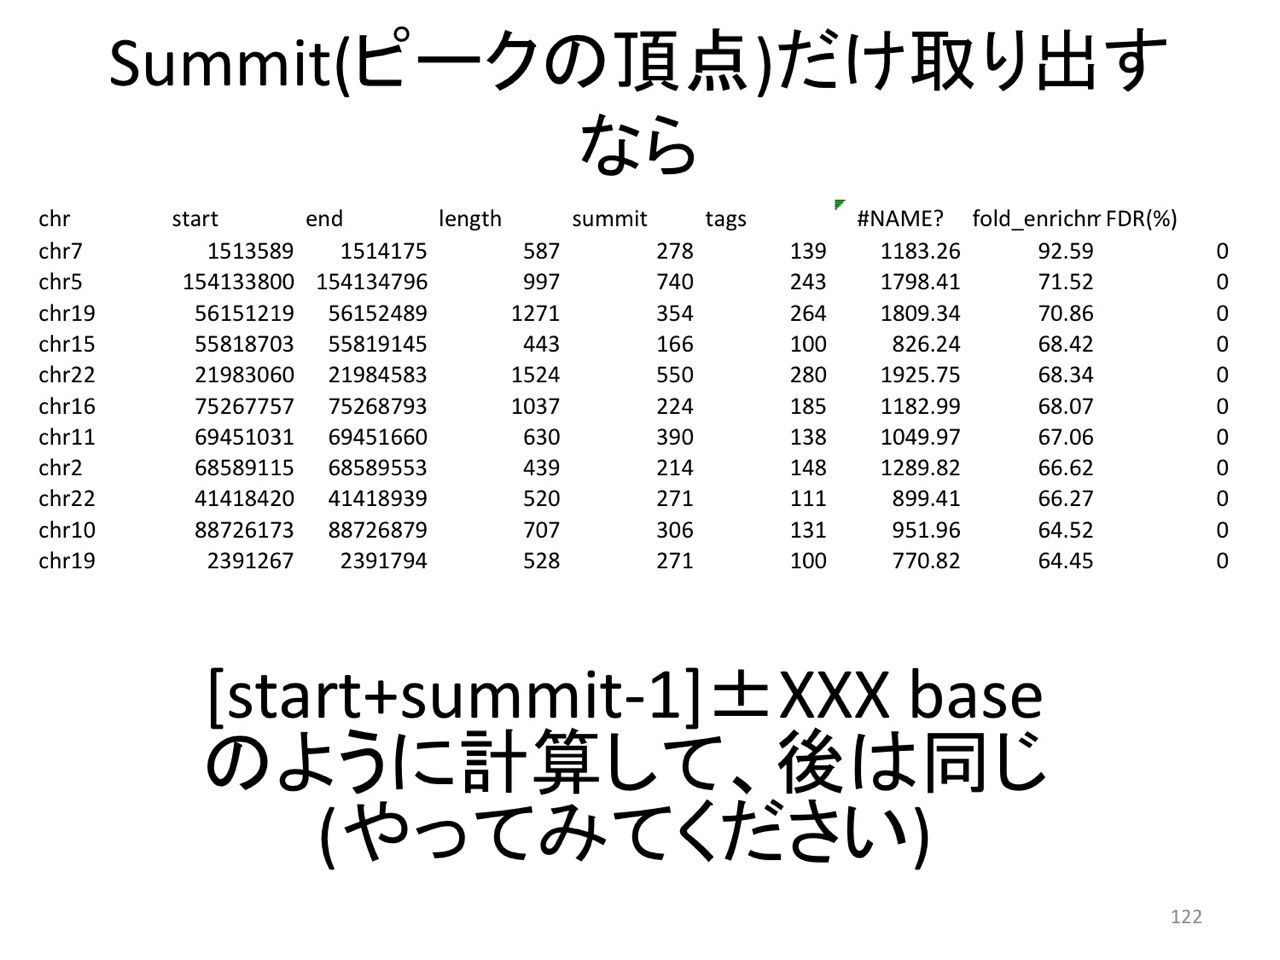 Summit(ピークの頂点)だけ取り出す
なら
chr start end length summit tags #NAME? fold_enrichm FDR(%)
chr7 1513589 1514175 587 278 139 1183.26 92.59 0
chr5 154133800 154134796 997 740 243 1798.41 71.52 0
chr19 56151219 56152489 1271 354 264 1809.34 70.86 0
chr15 55818703 55819145 443 166 100 826.24 68.42 0
chr22 21983060 21984583 1524 550 280 1925.75 68.34 0
chr16 75267757 75268793 1037 224 185 1182.99 68.07 0
chr11 69451031 69451660 630 390 138 1049.97 67.06 0
chr2 68589115 68589553 439 214 148 1289.82 66.62 0
chr22 41418420 41418939 520 271 111 899.41 66.27 0
chr10 88726173 88726879 707 306 131 951.96 64.52 0
chr19 2391267 2391794 528 271 100 770.82 64.45 0
[start+summit-1]±XXX base
のように計算して、後は同じ
(やってみてください)
122